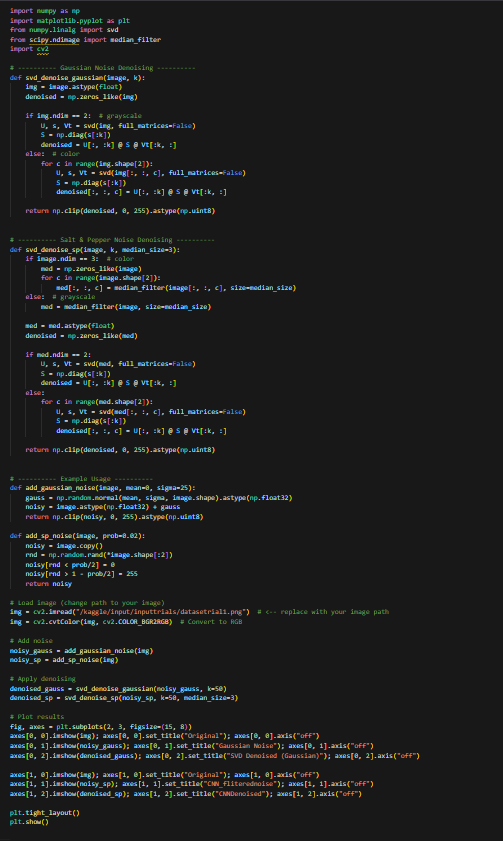 import numpy as np
import matplotlib.pyplot as plt
from numpy.linalg import svd
from scipy.ndimage import median_filter
import cv2

# ---------- Gaussian Noise Denoising ----------
def svd_denoise_gaussian(image, k):
    img = image.astype(float)
    denoised = np.zeros_like(img)

    if img.ndim == 2:  # grayscale
        U, s, Vt = svd(img, full_matrices=False)
        S = np.diag(s[:k])
        denoised = U[:, :k] @ S @ Vt[:k, :]
    else:  # color
        for c in range(img.shape[2]):
            U, s, Vt = svd(img[:, :, c], full_matrices=False)
            S = np.diag(s[:k])
            denoised[:, :, c] = U[:, :k] @ S @ Vt[:k, :]

    return np.clip(denoised, 0, 255).astype(np.uint8)


# ---------- Salt & Pepper Noise Denoising ----------
def svd_denoise_sp(image, k, median_size=3):
    if image.ndim == 3:  # color
        med = np.zeros_like(image)
        for c in range(image.shape[2]):
            med[:, :, c] = median_filter(image[:, :, c], size=median_size)
    else:  # grayscale
        med = median_filter(image, size=median_size)

    med = med.astype(float)
    denoised = np.zeros_like(med)

    if med.ndim == 2:
        U, s, Vt = svd(med, full_matrices=False)
        S = np.diag(s[:k])
        denoised = U[:, :k] @ S @ Vt[:k, :]
    else:
        for c in range(med.shape[2]):
            U, s, Vt = svd(med[:, :, c], full_matrices=False)
            S = np.diag(s[:k])
            denoised[:, :, c] = U[:, :k] @ S @ Vt[:k, :]

    return np.clip(denoised, 0, 255).astype(np.uint8)


# ---------- Example Usage ----------
def add_gaussian_noise(image, mean=0, sigma=25):
    gauss = np.random.normal(mean, sigma, image.shape).astype(np.float32)
    noisy = image.astype(np.float32) + gauss
    return np.clip(noisy, 0, 255).astype(np.uint8)

def add_sp_noise(image, prob=0.02):
    noisy = image.copy()
    rnd = np.random.rand(*image.shape[:2])
    noisy[rnd < prob/2] = 0
    noisy[rnd > 1 - prob/2] = 255
    return noisy

# Load image (change path to your image)
img = cv2.imread("/kaggle/input/inputtrials/datasetrial1.png")  # <-- replace with your image path
img = cv2.cvtColor(img, cv2.COLOR_BGR2RGB)  # Convert to RGB

# Add noise
noisy_gauss = add_gaussian_noise(img)
noisy_sp = add_sp_noise(img)

# Apply denoising
denoised_gauss = svd_denoise_gaussian(noisy_gauss, k=50)
denoised_sp = svd_denoise_sp(noisy_sp, k=50, median_size=3)

# Plot results
fig, axes = plt.subplots(2, 3, figsize=(15, 8))
axes[0, 0].imshow(img); axes[0, 0].set_title("Original"); axes[0, 0].axis("off")
axes[0, 1].imshow(noisy_gauss); axes[0, 1].set_title("Gaussian Noise"); axes[0, 1].axis("off")
axes[0, 2].imshow(denoised_gauss); axes[0, 2].set_title("SVD Denoised (Gaussian)"); axes[0, 2].axis("off")

axes[1, 0].imshow(img); axes[1, 0].set_title("Original"); axes[1, 0].axis("off")
axes[1, 1].imshow(noisy_sp); axes[1, 1].set_title("CNN_fliterednoise"); axes[1, 1].axis("off")
axes[1, 2].imshow(denoised_sp); axes[1, 2].set_title("CNNDenoised"); axes[1, 2].axis("off")

plt.tight_layout()
plt.show()